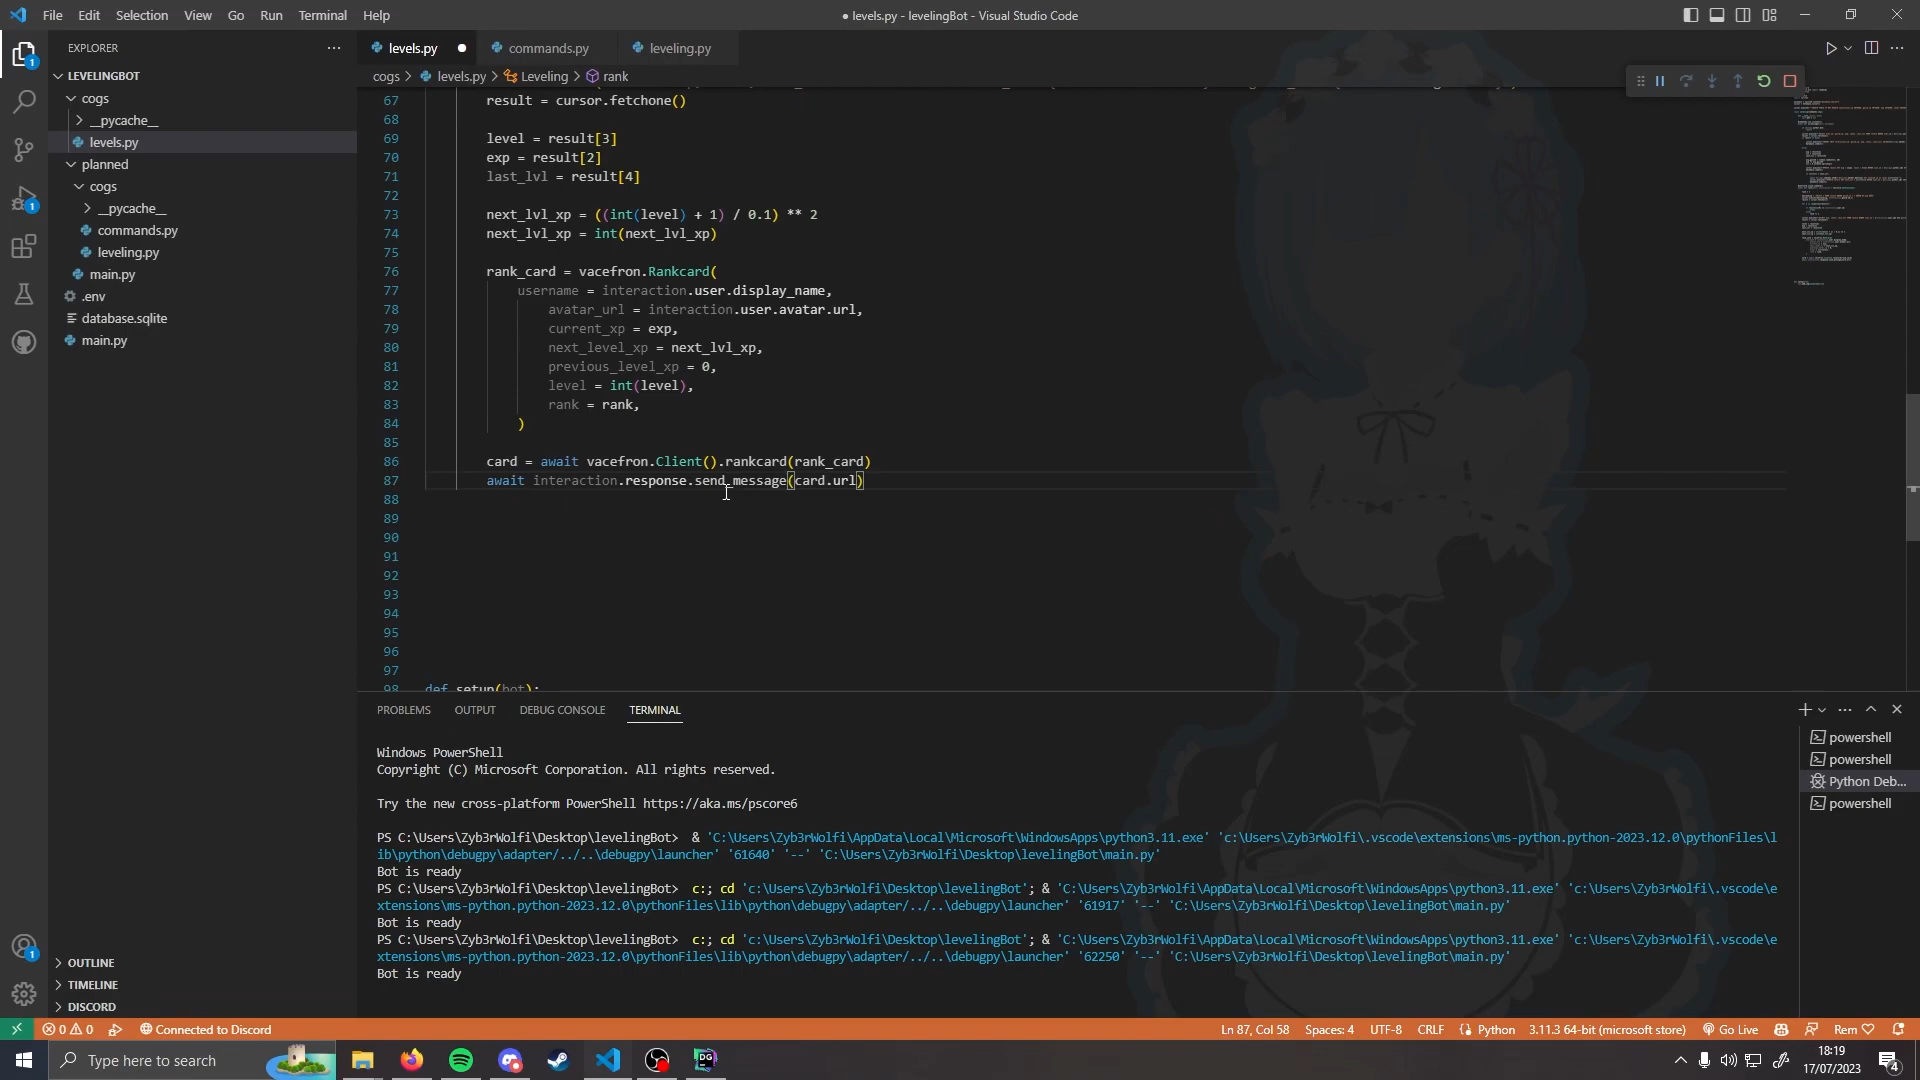 File Edit Selection View Go Run Terminal Help
● levels.py - levelingBot - Visual Studio Code
EXPLORER
LEVELINGBOT
cogs
__pycache__
levels.py
planned
cogs
__pycache__
commands.py
leveling.py
main.py
.env
database.sqlite
main.py
OUTLINE
TIMELINE
DISCORD
1
1
1
levels.py commands.py leveling.py
cogs > levels.py > Leveling > rank
67 result = cursor.fetchone()
68
69 level = result[3]
70 exp = result[2]
71 last_lvl = result[4]
72
73 next_lvl_xp = ((int(level) + 1) / 0.1) ** 2
74 next_lvl_xp = int(next_lvl_xp)
75
76 rank_card = vacefron.Rankcard(
77 username = interaction.user.display_name,
78 avatar_url = interaction.user.avatar.url,
79 current_xp = exp,
80 next_level_xp = next_lvl_xp,
81 previous_level_xp = 0,
82 level = int(level),
83 rank = rank,
84 )
85
86 card = await vacefron.Client().rankcard(rank_card)
87 await interaction.response.send_message(card.url)
88
89
90
91
92
93
94
95
96
97
98 def setup(bot):
PROBLEMS OUTPUT DEBUG CONSOLE TERMINAL
Windows PowerShell
Copyright (C) Microsoft Corporation. All rights reserved.
Try the new cross-platform PowerShell https://aka.ms/pscore6
PS C:\Users\Zyb3rWolfi\Desktop\levelingBot> & 'C:\Users\Zyb3rWolfi\AppData\Local\Microsoft\WindowsApps\python3.11.exe' 'c:\Users\Zyb3rWolfi\.vscode\extensions\ms-python.python-2023.12.0\pythonFiles\l
ib\python\debugpy\adapter/../..\debugpy\launcher' '61640' '--' 'C:\Users\Zyb3rWolfi\Desktop\levelingBot\main.py'
Bot is ready
PS C:\Users\Zyb3rWolfi\Desktop\levelingBot> c:; cd 'c:\Users\Zyb3rWolfi\Desktop\levelingBot'; & 'C:\Users\Zyb3rWolfi\AppData\Local\Microsoft\WindowsApps\python3.11.exe' 'c:\Users\Zyb3rWolfi\.vscode\e
xtensions\ms-python.python-2023.12.0\pythonFiles\lib\python\debugpy\adapter/../..\debugpy\launcher' '61917' '--' 'C:\Users\Zyb3rWolfi\Desktop\levelingBot\main.py'
Bot is ready
PS C:\Users\Zyb3rWolfi\Desktop\levelingBot> c:; cd 'c:\Users\Zyb3rWolfi\Desktop\levelingBot'; & 'C:\Users\Zyb3rWolfi\AppData\Local\Microsoft\WindowsApps\python3.11.exe' 'c:\Users\Zyb3rWolfi\.vscode\e
xtensions\ms-python.python-2023.12.0\pythonFiles\lib\python\debugpy\adapter/../..\debugpy\launcher' '62250' '--' 'C:\Users\Zyb3rWolfi\Desktop\levelingBot\main.py'
Bot is ready
powershell
powershell
Python Deb...
powershell
0 0 Connected to Discord
Ln 87, Col 58 Spaces: 4 UTF-8 CRLF Python 3.11.3 64-bit (microsoft store) Go Live Rem
Type here to search
DG
18:19
17/07/2023
4